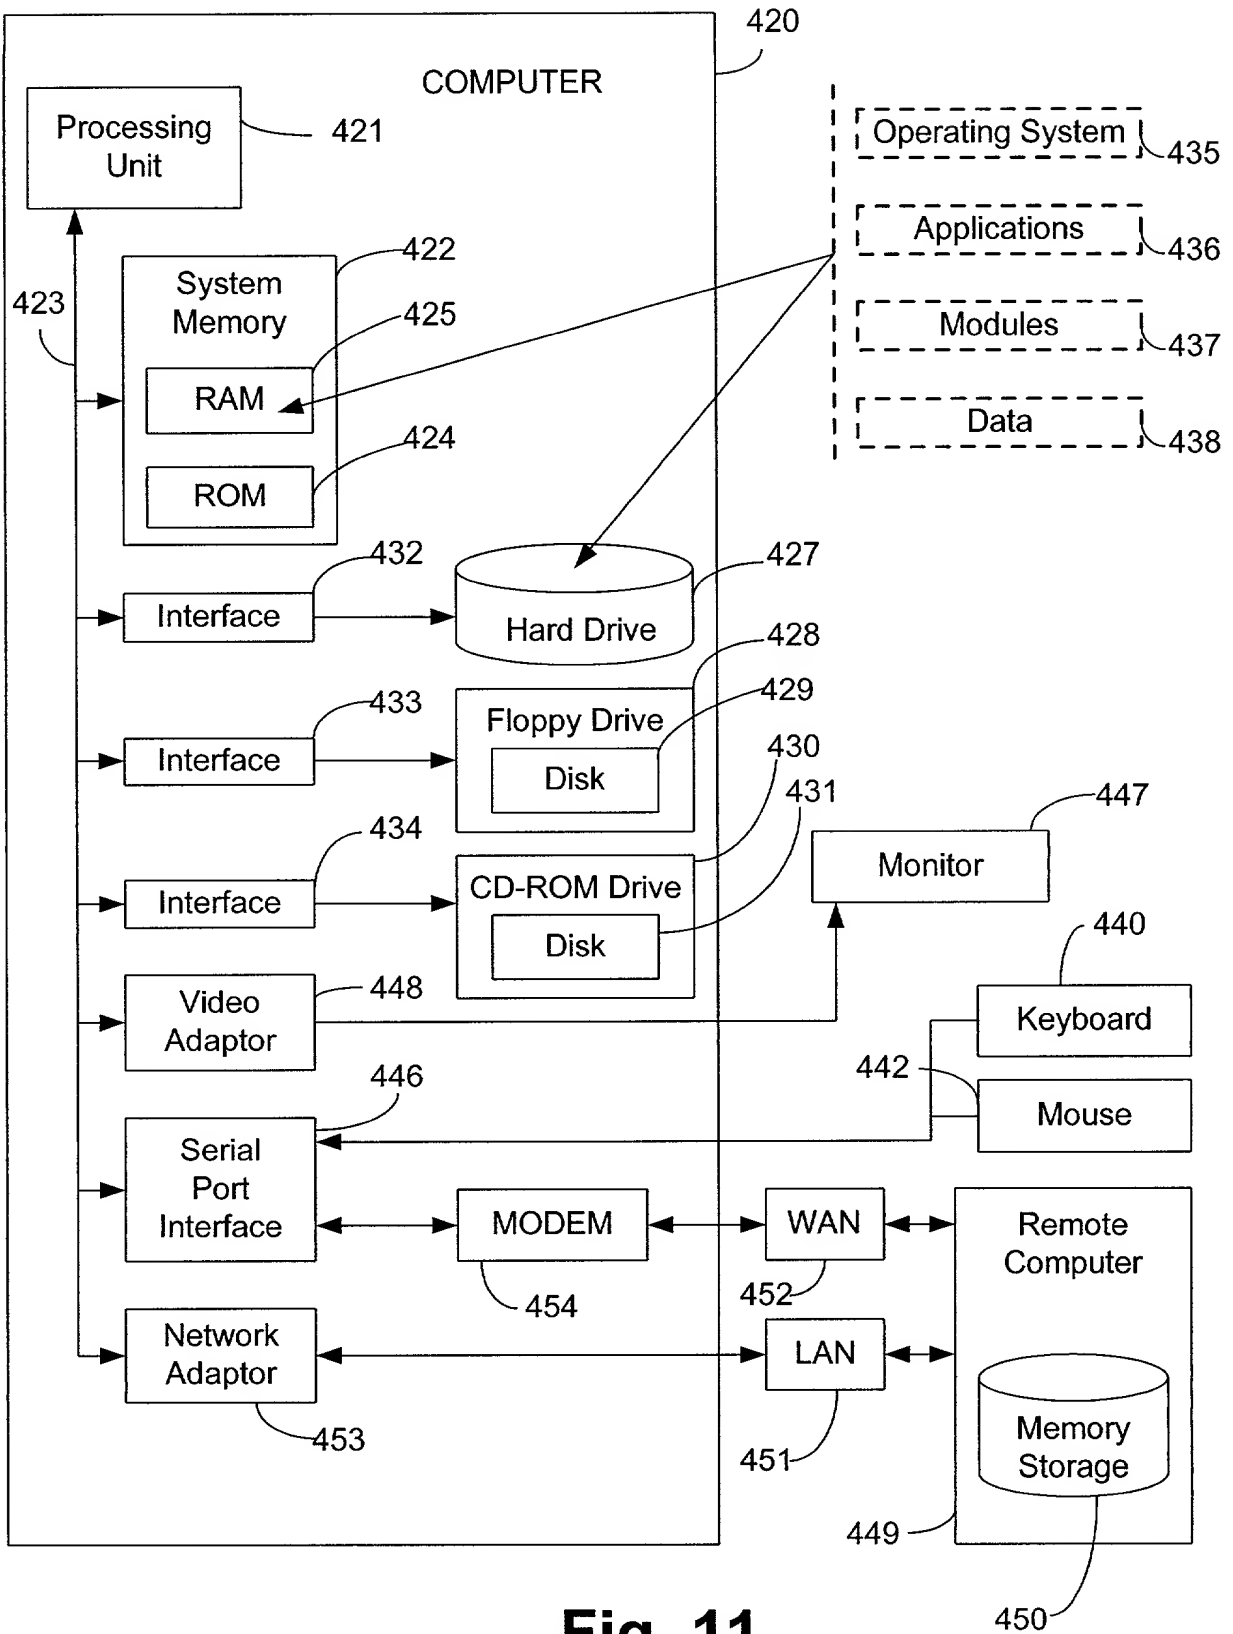 420
COMPUTER
Processing
Unit
421
Operating System
435
Applications
436
Modules
437
Data
438
422
System
Memory
423
425
RAM
424
ROM
432
Interface
427
Hard Drive
428
433
Interface
Floppy Drive
429
Disk
430
431
434
Interface
CD-ROM Drive
Disk
447
Monitor
440
Keyboard
448
Video
Adaptor
442
Mouse
446
Serial
Port
Interface
MODEM
454
WAN
452
Remote
Computer
Network
Adaptor
453
LAN
451
Memory
Storage
449
450
Fig. 11